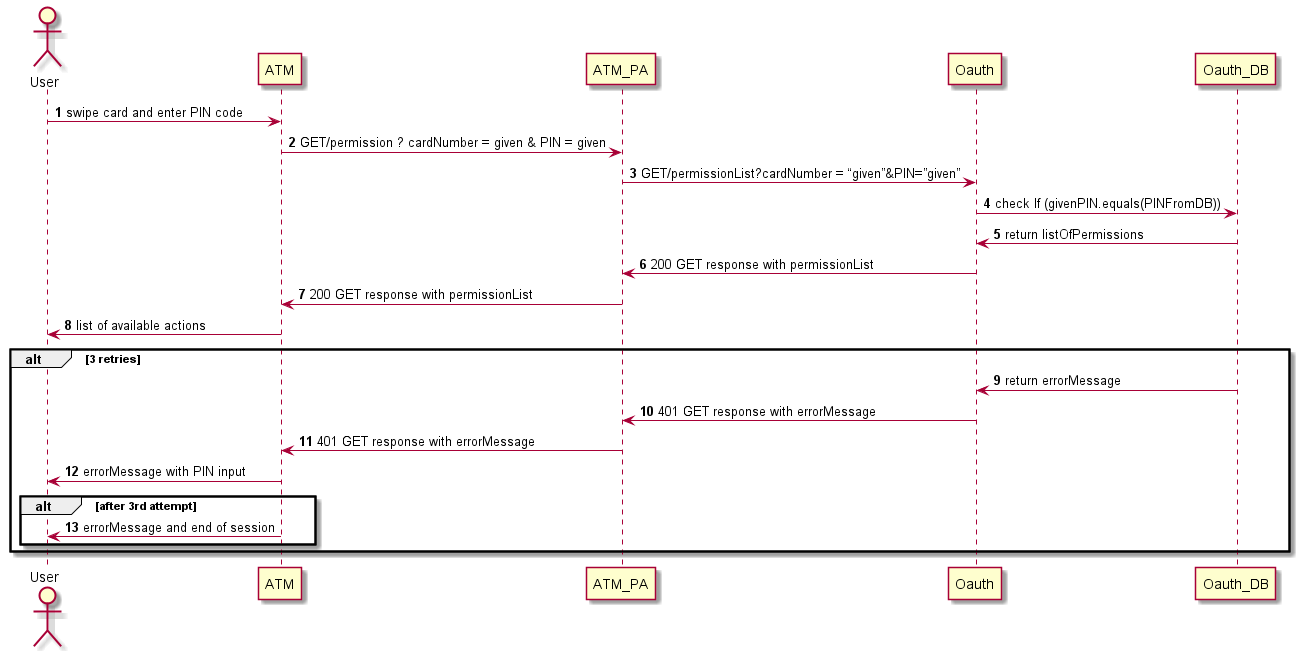 User
ATM
ATM_PA
Oauth
Oauth_DB
1 swipe card and enter PIN code
2 GET/permission ? cardNumber = given & PIN = given
3 GET/permissionList?cardNumber = “given”&PIN=”given”
4 check If (givenPIN.equals(PINFromDB))
5 return listOfPermissions
6 200 GET response with permissionList
7 200 GET response with permissionList
8 list of available actions
alt [3 retries]
9 return errorMessage
10 401 GET response with errorMessage
11 401 GET response with errorMessage
12 errorMessage with PIN input
alt [after 3rd attempt]
13 errorMessage and end of session
User
ATM
ATM_PA
Oauth
Oauth_DB